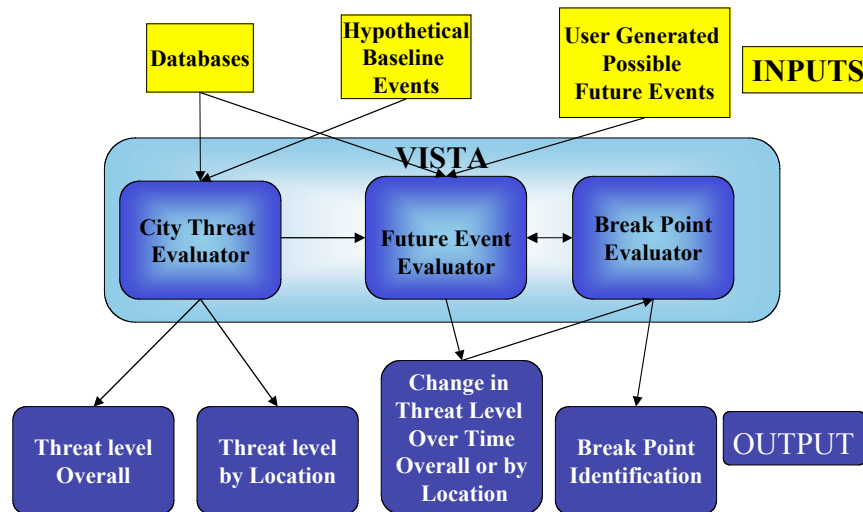 Databases
Hypothetical
Baseline
Events
User Generated
Possible
Future Events
INPUTS
VISTA
City Threat
Evaluator
Future Event
Evaluator
Break Point
Evaluator
Threat level
Overall
Threat level
by Location
Change in
Threat Level
Over Time
Overall or by
Location
Break Point
Identification
OUTPUT